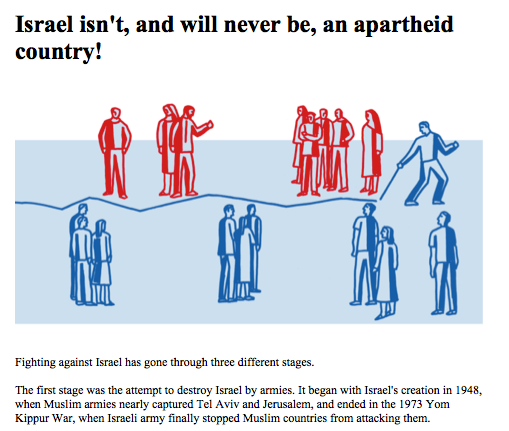 Israel isn't, and will never be, an apartheid
country!
Fighting against Israel has gone through three different stages.
The first stage was the attempt to destroy Israel by armies. It began with Israel's creation in 1948,
when Muslim armies nearly captured Tel Aviv and Jerusalem, and ended in the 1973 Yom
Kippur War, when Israeli army finally stopped Muslim countries from attacking them.